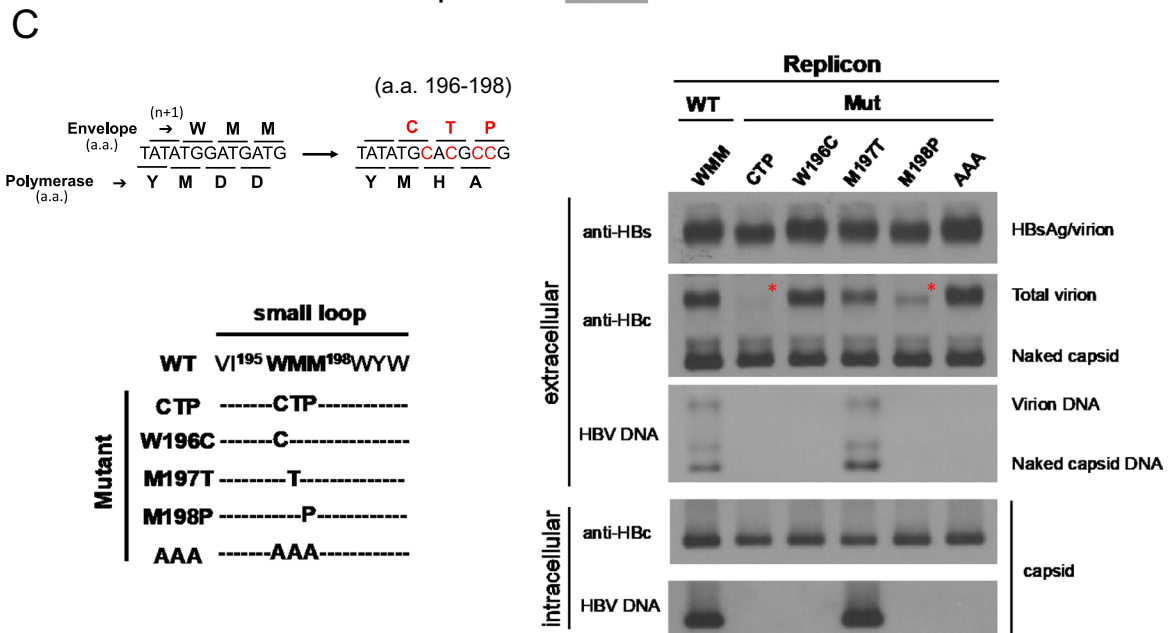 C
(a.a. 196-198)
(n+1)
Envelope → W M M
(a.a.)
C T P
TATATGGATGATG → TATATGCACGCCG
Polymerase → Y M D D
(a.a.)
Y M H A
small loop
WT VI195 WMM198WYW
Mutant
CTP -------CTP------------
W196C -------C----------------
M197T ---------T--------------
M198P -----------P------------
AAA -------AAA------------
Replicon
WT Mut
WMM CTP W196C M197T M198P AAA
extracellular
anti-HBs HBsAg/virion
* *
anti-HBc Total virion
Naked capsid
HBV DNA Virion DNA
Naked capsid DNA
intracellular
anti-HBc
capsid
HBV DNA